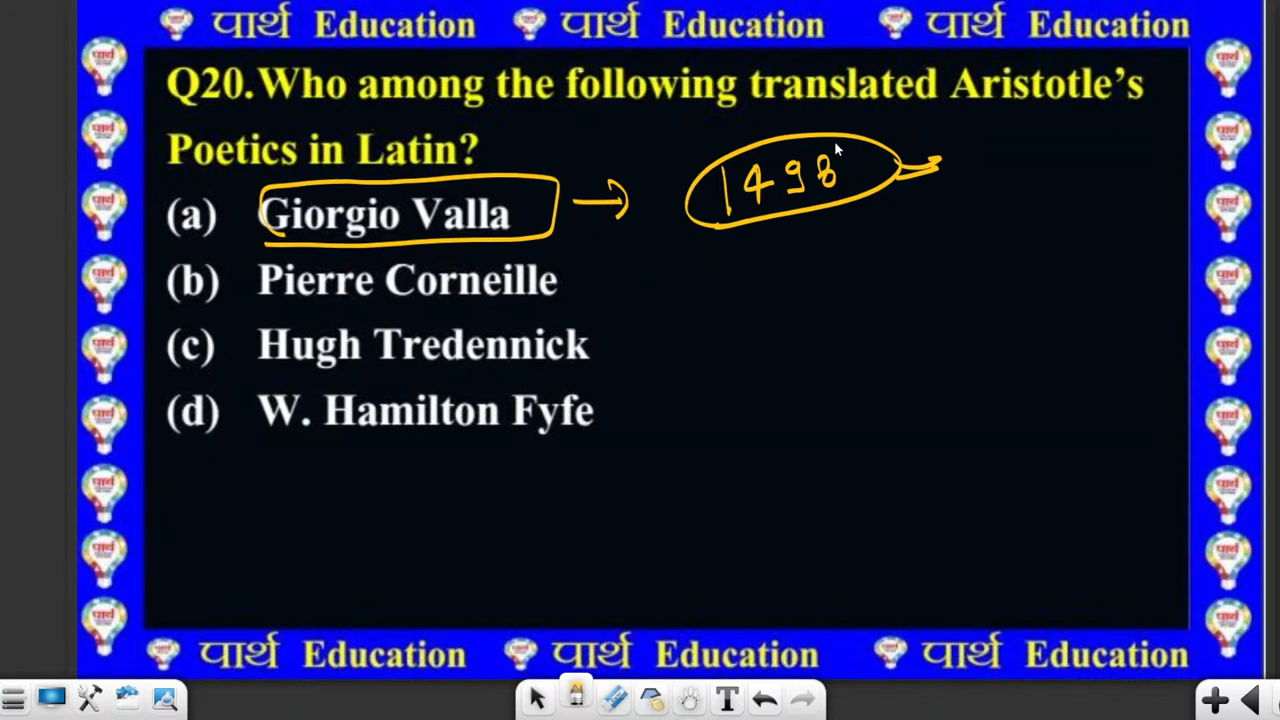 पार्थ Education पार्थ Education पार्थ Education
Q20.Who among the following translated Aristotle’s
Poetics in Latin?
1498
(a) Giorgio Valla
(b) Pierre Corneille
(c) Hugh Tredennick
(d) W. Hamilton Fyfe
पार्थ Education पार्थ Education पार्थ Education